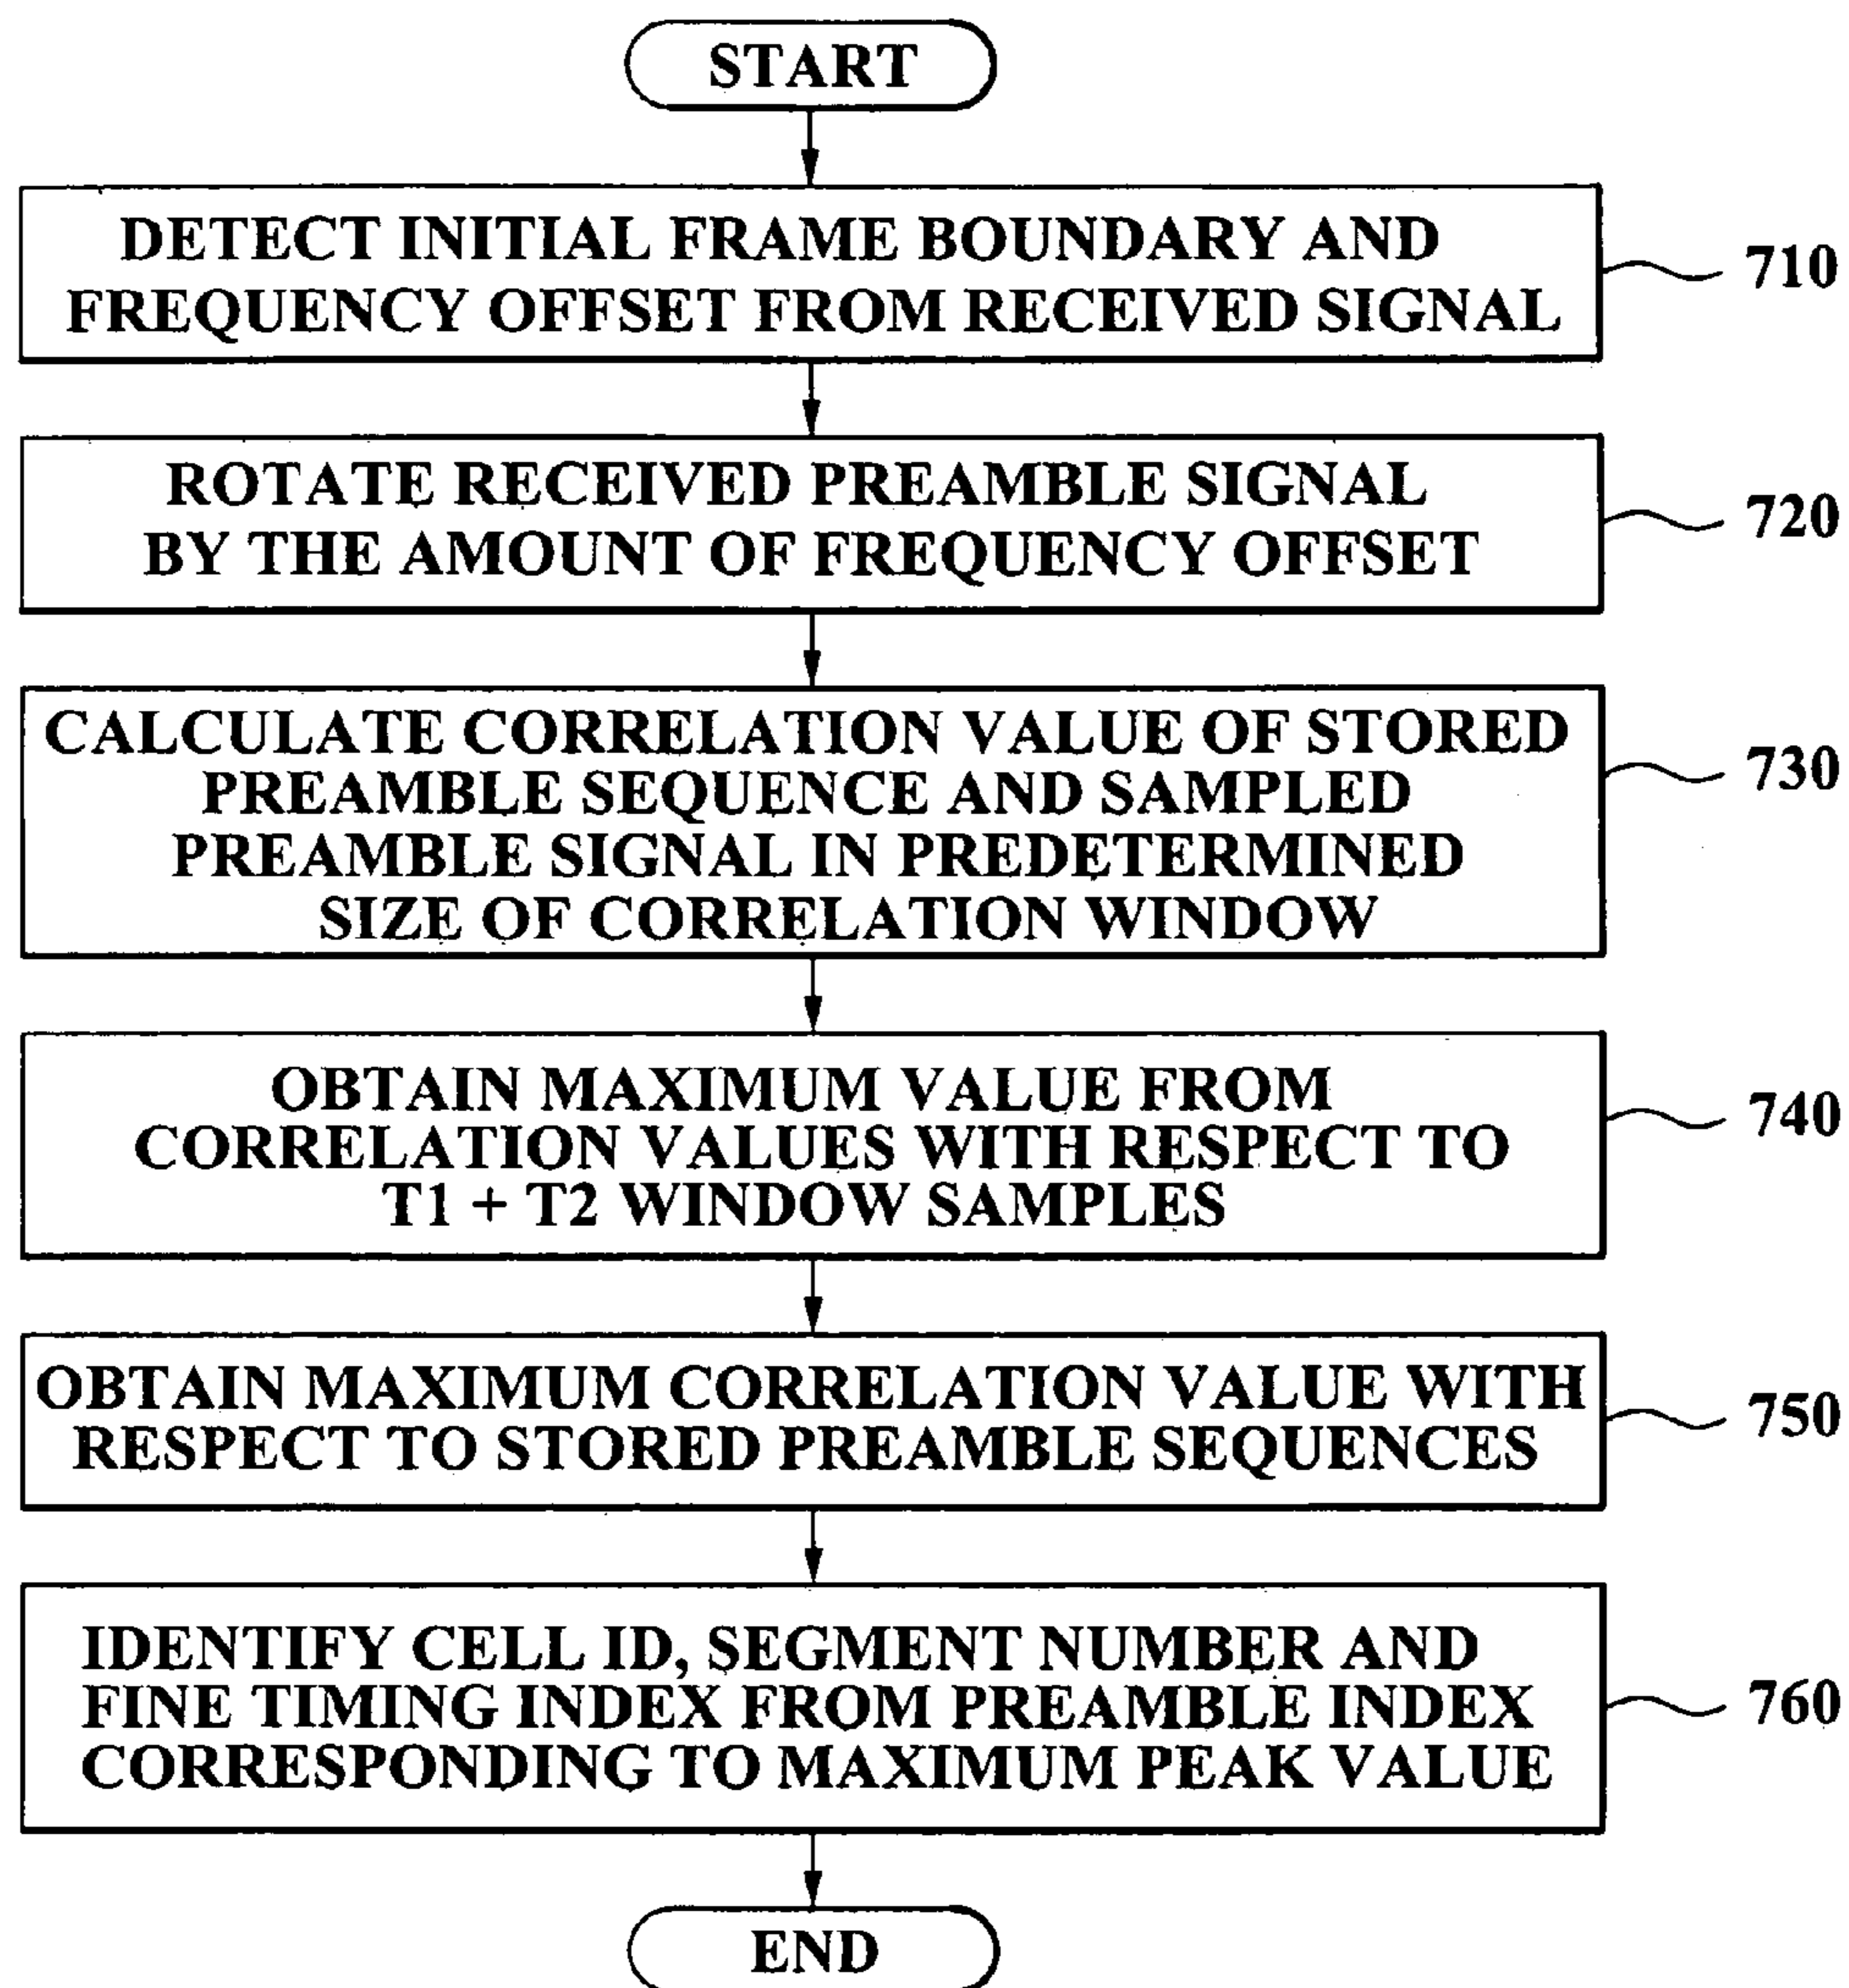 START
DETECT INITIAL FRAME BOUNDARY AND
FREQUENCY OFFSET FROM RECEIVED SIGNAL
710
ROTATE RECEIVED PREAMBLE SIGNAL
BY THE AMOUNT OF FREQUENCY OFFSET
720
CALCULATE CORRELATION VALUE OF STORED
PREAMBLE SEQUENCE AND SAMPLED
PREAMBLE SIGNAL IN PREDETERMINED
SIZE OF CORRELATION WINDOW
730
OBTAIN MAXIMUM VALUE FROM
CORRELATION VALUES WITH RESPECT TO
T1 + T2 WINDOW SAMPLES
740
OBTAIN MAXIMUM CORRELATION VALUE WITH
RESPECT TO STORED PREAMBLE SEQUENCES
750
IDENTIFY CELL ID, SEGMENT NUMBER AND
FINE TIMING INDEX FROM PREAMBLE INDEX
CORRESPONDING TO MAXIMUM PEAK VALUE
760
END